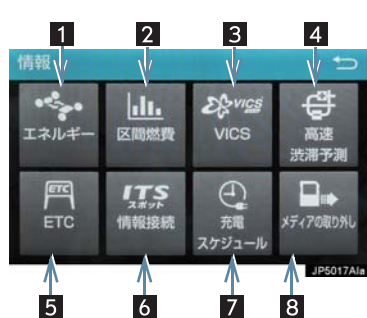 1 2 3 4
情報
エネルギー
区間燃費
VICS
VICS
高速
渋滞予測
ETC
ETC
ITS
スポット
情報接続
充電
スケジュール
メディアの取り外し
JP5017AIa
5 6 7 8